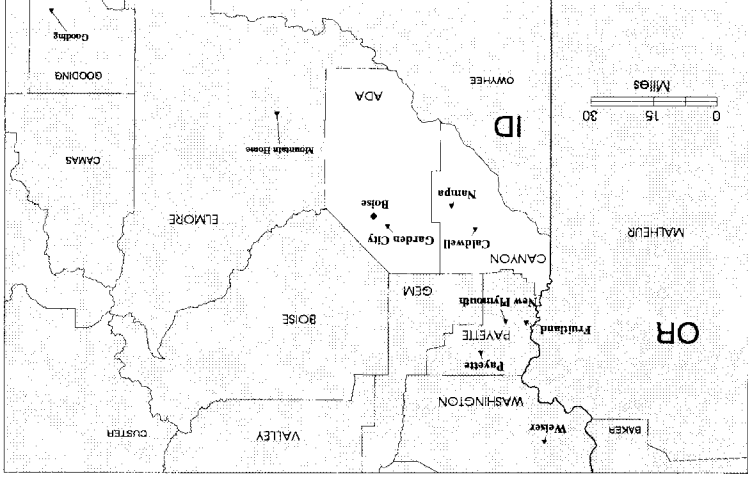 BAKER
Weiser
VALLEY
CUSTER
WASHINGTON
Payette
OR
Fruitland
PAYETTE
BOISE
New Plymouth
GEM
CANYON
Caldwell
Garden City
MALHEUR
ELMORE
Boise
Nampa
CAMAS
Mountain Home
ID
0 15 30
Miles
ADA
OWYHEE
GOODING
Gooding